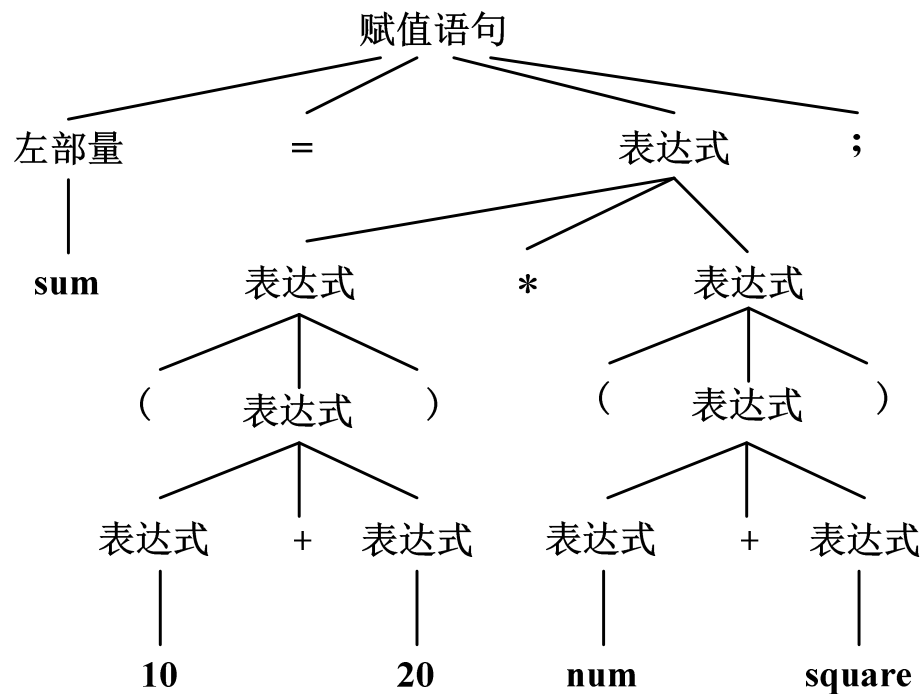 赋值语句
左部量 = 表达式 ;
sum 表达式 * 表达式
( 表达式 ) ( 表达式 )
表达式 + 表达式 表达式 + 表达式
10 20 num square